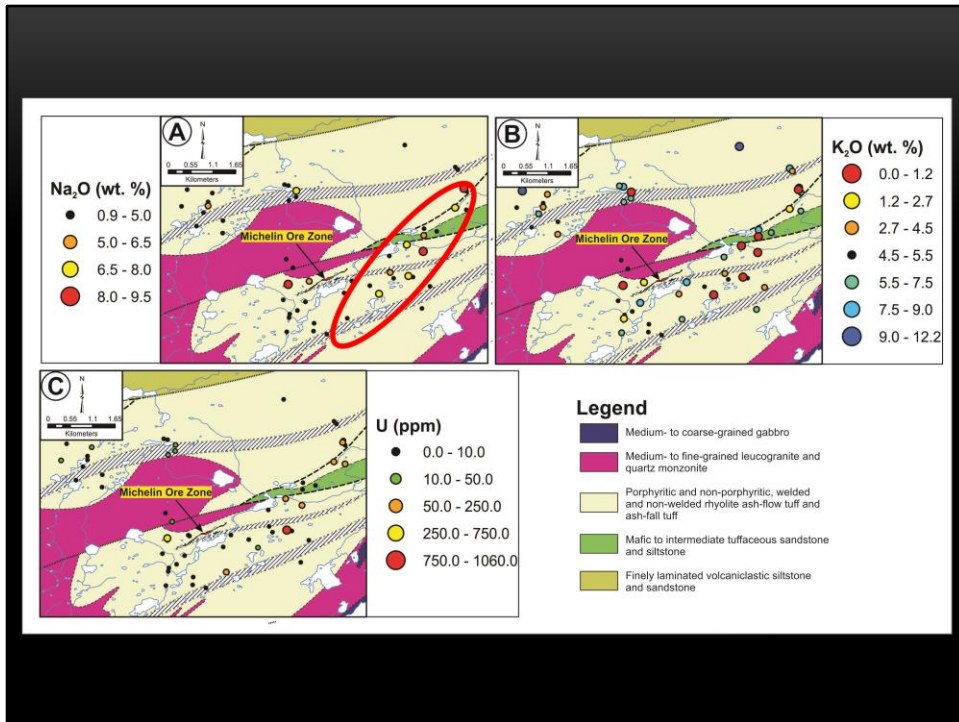 A
N
0 0.55 1.1 1.65
Kilometers
Na2O (wt. %)
0.9 - 5.0
5.0 - 6.5
6.5 - 8.0
8.0 - 9.5
Michelin Ore Zone
B
N
0 0.55 1.1 1.65
Kilometers
Michelin Ore Zone
K2O (wt. %)
0.0 - 1.2
1.2 - 2.7
2.7 - 4.5
4.5 - 5.5
5.5 - 7.5
7.5 - 9.0
9.0 - 12.2
C
N
0 0.55 1.1 1.65
Kilometers
Michelin Ore Zone
U (ppm)
0.0 - 10.0
10.0 - 50.0
50.0 - 250.0
250.0 - 750.0
750.0 - 1060.0
Legend
Medium- to coarse-grained gabbro
Medium- to fine-grained leucogranite and
quartz monzonite
Porphyritic and non-porphyritic, welded
and non-welded rhyolite ash-flow tuff and
ash-fall tuff
Mafic to intermediate tuffaceous sandstone
and siltstone
Finely laminated volcaniclastic siltstone
and sandstone